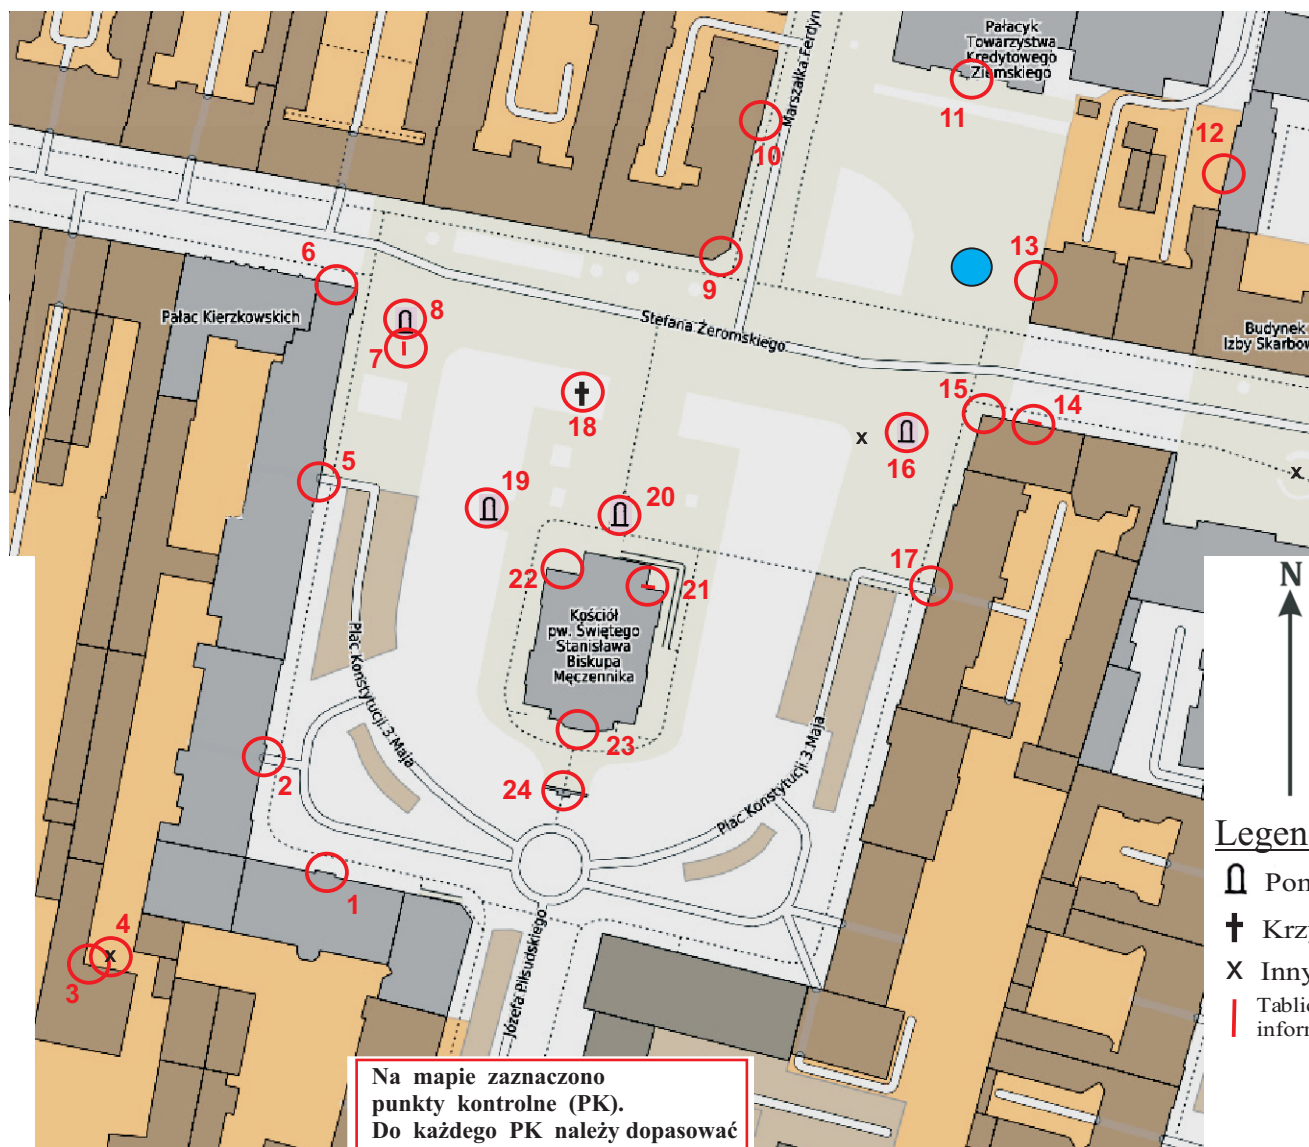 Pałacyk
Towarzystwa
Kredytowego
Ziemskiego
Marszałka Ferdyn
11
12
10
6
13
9
8
Pałac Kierzkowskich
Stefana Żeromskiego
Budynek
Izby Skarbow
7
15
14
18
x
16
x
5
19
20
17
22
21
N
Kościół
pw. Świętego
Stanisława
Biskupa
Męczennika
Plac Konstytucji 3 Maja
23
2
24
Plac Konstytucji 3 Maja
Legen
Pon
1
Krzy
4
x
3
x Inny
Józefa Piłsudskiego
Tablic
infor
Na mapie zaznaczono
punkty kontrolne (PK).
Do każdego PK należy dopasować